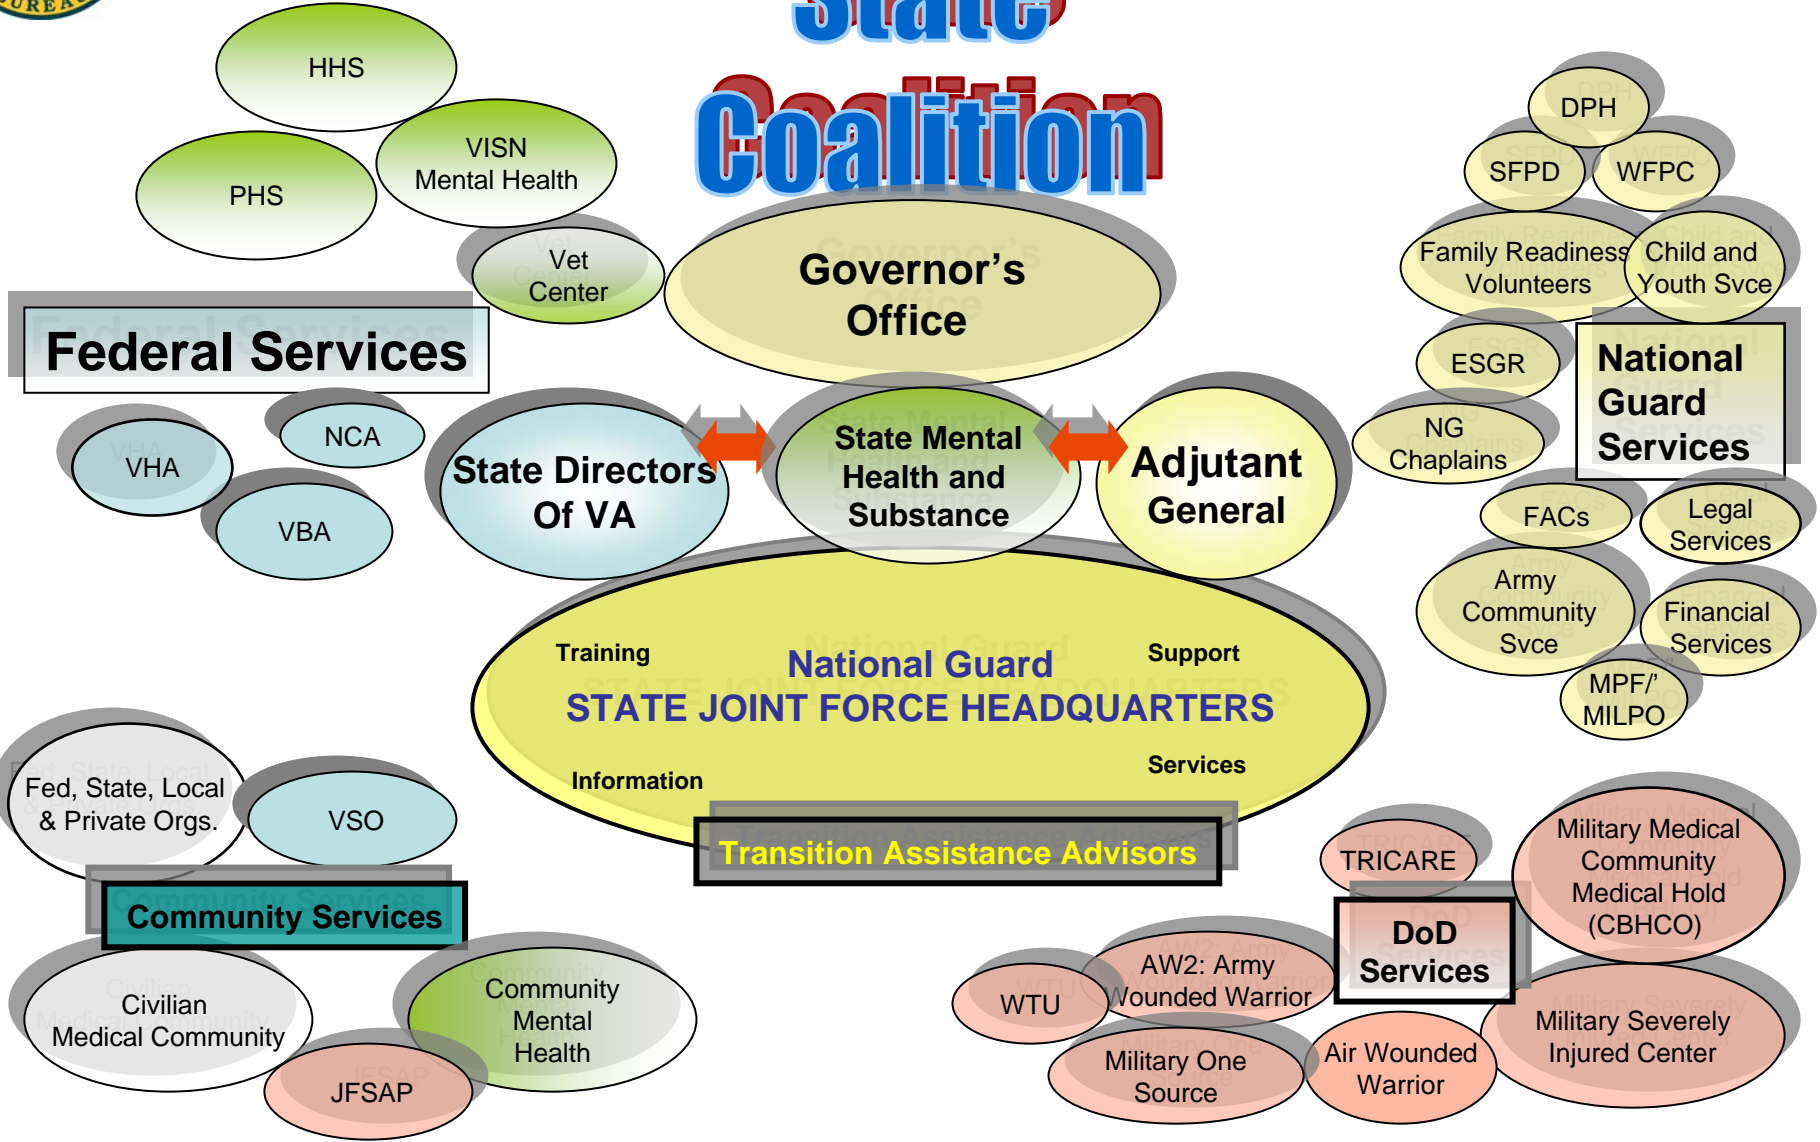 BUREAU
State
Coalition
HHS
VISN
Mental Health
PHS
Vet
Center
Federal Services
VHA
NCA
VBA
Governor’s
Office
State Directors
Of VA
State Mental
Health and
Substance
Adjutant
General
DPH
SFPD
WFPC
Family Readiness
Volunteers
Child and
Youth Svce
ESGR
National
Guard
Services
NG
Chaplains
FACs
Legal
Services
Army
Community
Svce
Financial
Services
MPF/’
MILPO
Training
Support
National Guard
STATE JOINT FORCE HEADQUARTERS
Information
Services
Transition Assistance Advisors
Fed, State, Local
& Private Orgs.
VSO
Community Services
Civilian
Medical Community
Community
Mental
Health
JFSAP
TRICARE
Military Medical
Community
Medical Hold
(CBHCO)
DoD
Services
AW2: Army
Wounded Warrior
WTU
Military One
Source
Air Wounded
Warrior
Military Severely
Injured Center